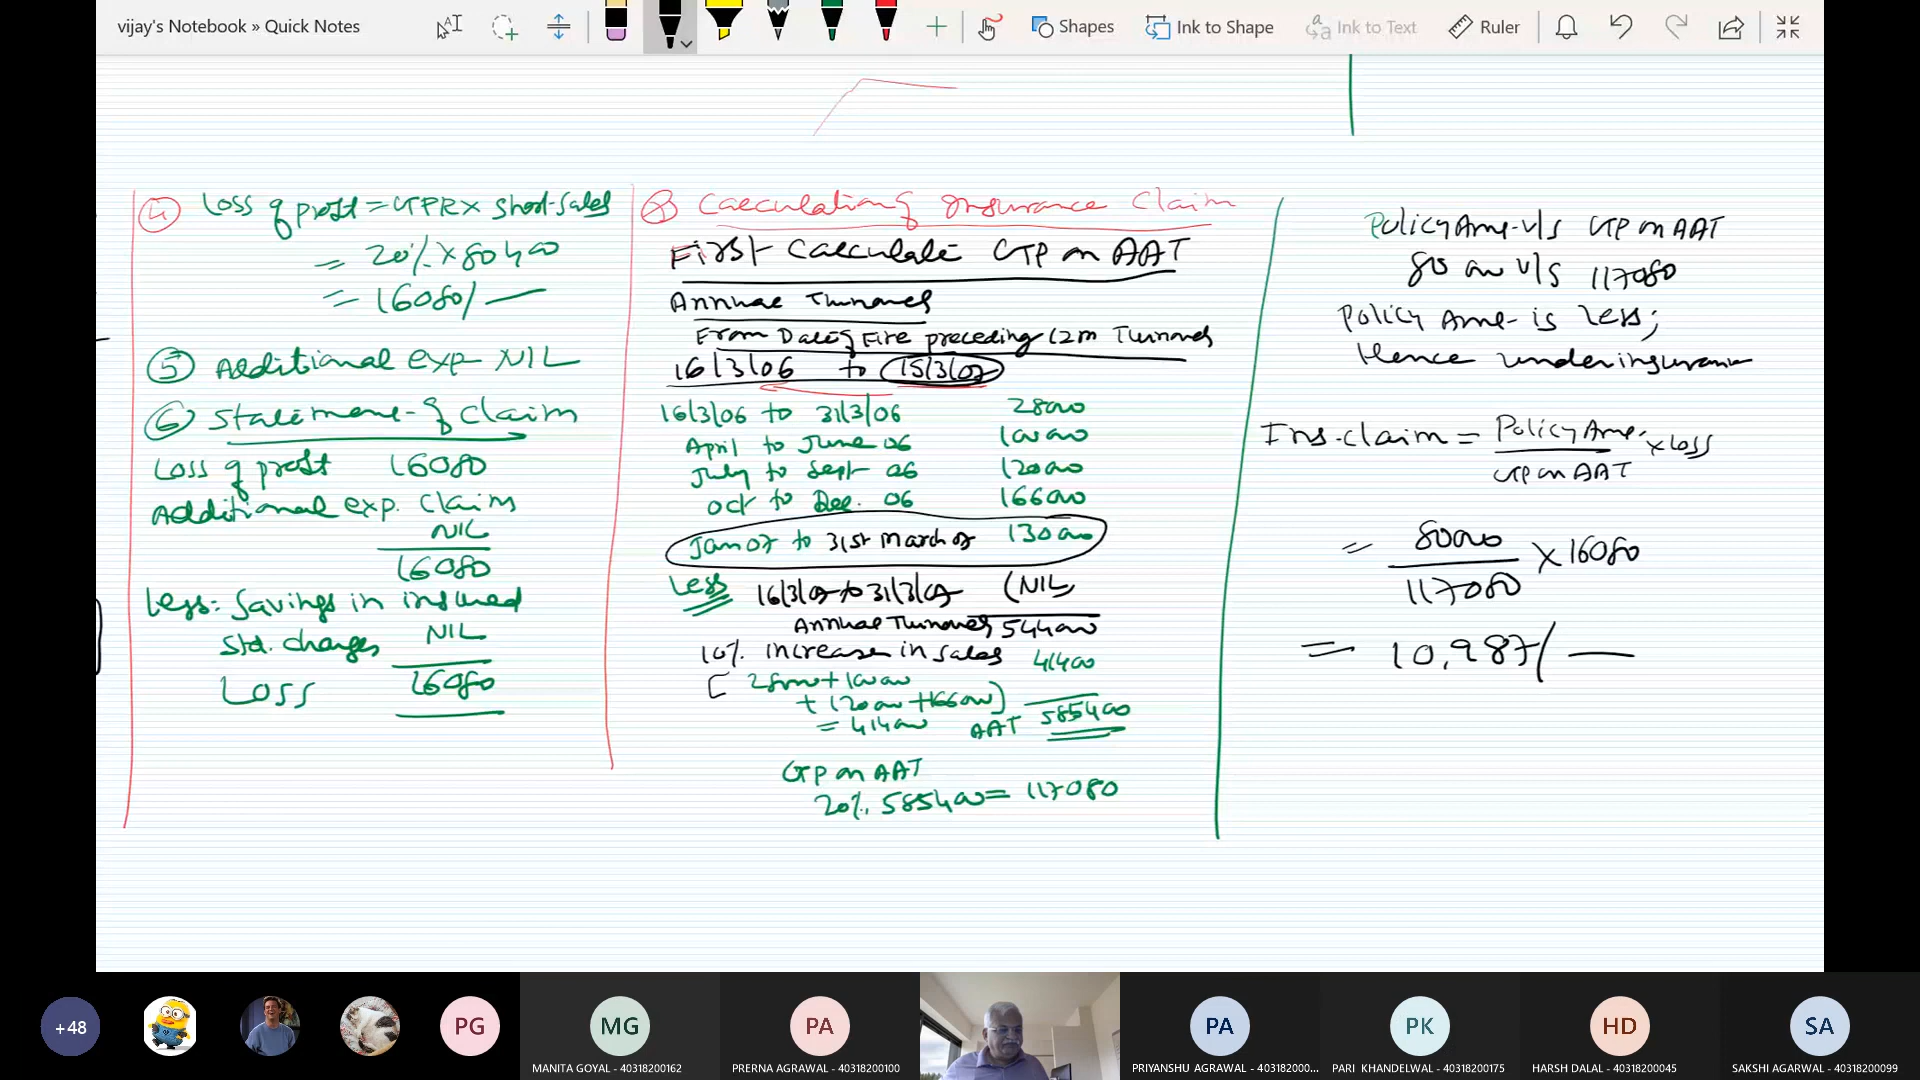 vijay's Notebook » Quick Notes
Shapes
Ink to Shape
Ink to Text
Ruler
4 Loss of profit = GPR x Short Sales
= 20% x 80400
= 16080/-
5 Additional exp NIL
6 Statement of Claim
Loss of profit 16080
Additional exp. Claim
NIL
16080
Less: Savings in insured
Std. charges NIL
Loss 16080
Calculation of Insurance Claim
First Calculate GP on AAT
Annual Turnover
From Date of Fire preceding 12m Turnover
16/3/06 to 15/3/07
16/3/06 to 31/3/06 28000
April to June 06 100000
July to Sept 06 120000
Oct to Dec. 06 166000
Jan 07 to 31st March 07 130000
Less 16/3/07 to 31/3/07 (NIL
Annual Turnover 544000
10% increase in sales 41400
[28000 + 100000
+ 120000 + 166000]
= 414000 AAT 585400
GP on AAT
20% 585400 = 117080
Policy Amt v/s GP on AAT
80000 v/s 117080
Policy Amt is less;
Hence underinsurance
Ins. claim = Policy Amt x Loss
GP on AAT
= 80000 x 16080
117080
= 10,987/-
+48
PG
MG
PA
PA
PK
HD
SA
MANITA GOYAL - 40318200162
PRERNA AGRAWAL - 40318200100
PRIYANSHU AGRAWAL - 403182000...
PARI KHANDELWAL - 40318200175
HARSH DALAL - 40318200045
SAKSHI AGARWAL - 40318200099